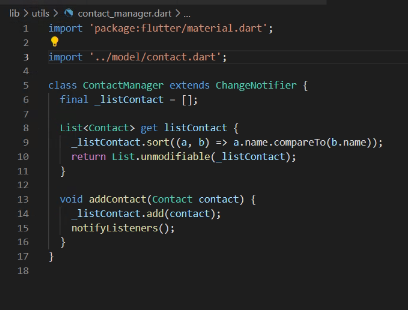 lib > utils > contact_manager.dart > ...
1 import 'package:flutter/material.dart';
2
3 import '../model/contact.dart';
4
5 class ContactManager extends ChangeNotifier {
6   final _listContact = [];
7
8   List<Contact> get listContact {
9     _listContact.sort((a, b) => a.name.compareTo(b.name));
10     return List.unmodifiable(_listContact);
11   }
12
13   void addContact(Contact contact) {
14     _listContact.add(contact);
15     notifyListeners();
16   }
17 }
18